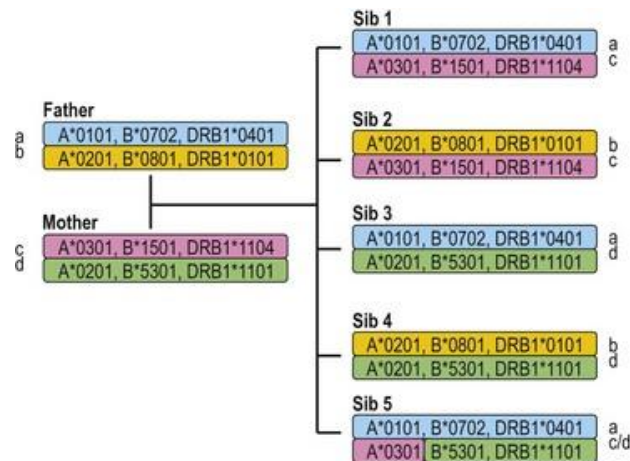 Father
a
A*0101, B*0702, DRB1*0401
b
A*0201, B*0801, DRB1*0101
Mother
c
A*0301, B*1501, DRB1*1104
d
A*0201, B*5301, DRB1*1101
Sib 1
A*0101, B*0702, DRB1*0401 a
A*0301, B*1501, DRB1*1104 c
Sib 2
A*0201, B*0801, DRB1*0101 b
A*0301, B*1501, DRB1*1104 c
Sib 3
A*0101, B*0702, DRB1*0401 a
A*0201, B*5301, DRB1*1101 d
Sib 4
A*0201, B*0801, DRB1*0101 b
A*0201, B*5301, DRB1*1101 d
Sib 5
A*0101, B*0702, DRB1*0401 a
A*0301, B*5301, DRB1*1101 c/d